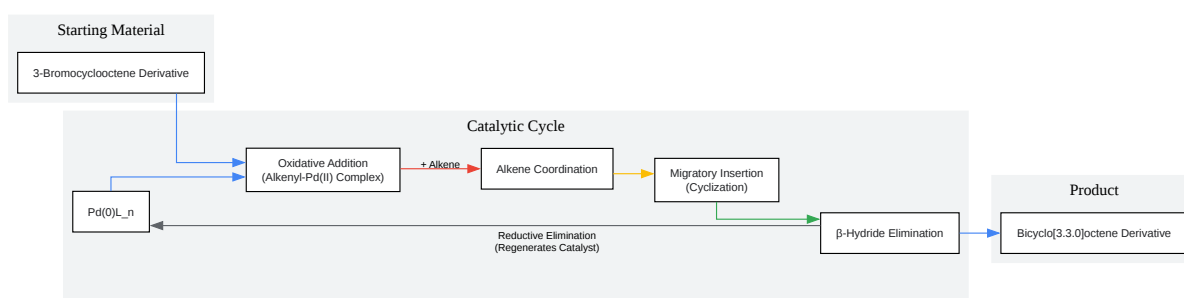 Starting Material
3-Bromocyclooctene Derivative
Catalytic Cycle
Oxidative Addition
(Alkenyl-Pd(II) Complex)
+ Alkene
Alkene Coordination
Migratory Insertion
(Cyclization)
Pd(0)L_n
Reductive Elimination
(Regenerates Catalyst)
β-Hydride Elimination
Product
Bicyclo[3.3.0]octene Derivative